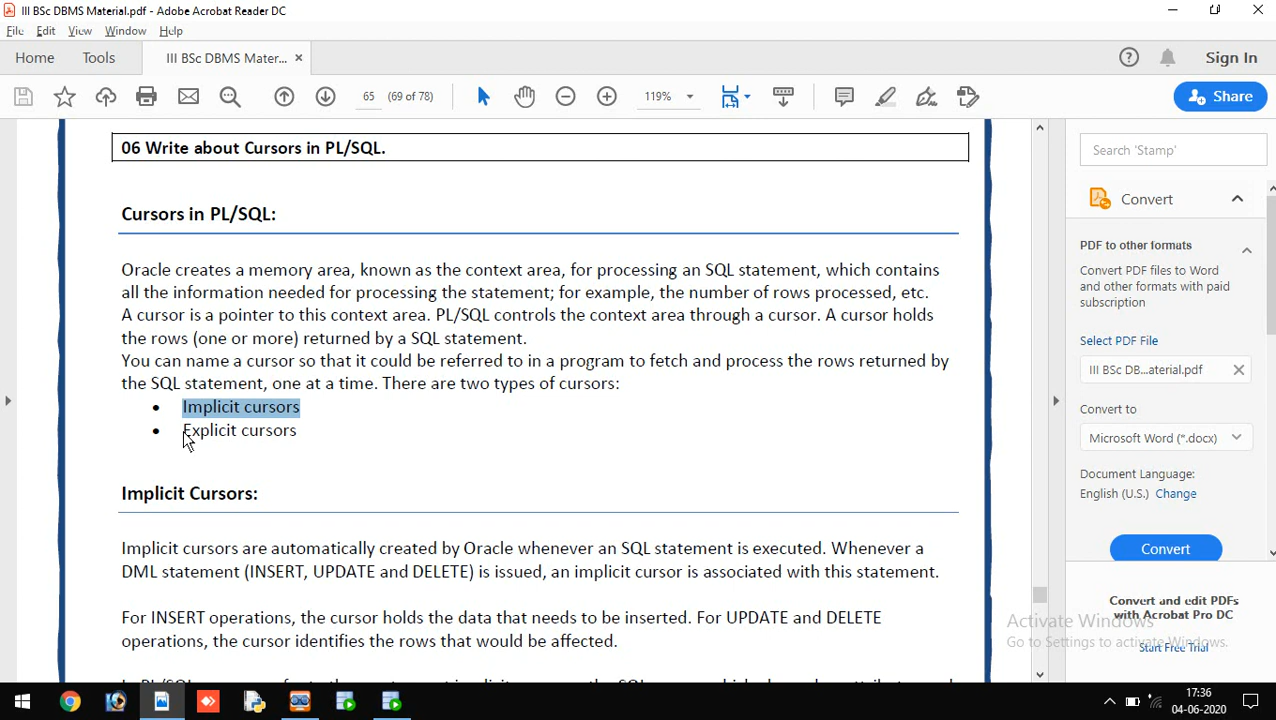 III BSc DBMS Material.pdf - Adobe Acrobat Reader DC
File Edit View Window Help
Home Tools III BSc DBMS Mater... × Sign In
65 (69 of 78) 119% Share
06 Write about Cursors in PL/SQL.
Cursors in PL/SQL:
Oracle creates a memory area, known as the context area, for processing an SQL statement, which contains
all the information needed for processing the statement; for example, the number of rows processed, etc.
A cursor is a pointer to this context area. PL/SQL controls the context area through a cursor. A cursor holds
the rows (one or more) returned by a SQL statement.
You can name a cursor so that it could be referred to in a program to fetch and process the rows returned by
the SQL statement, one at a time. There are two types of cursors:
• Implicit cursors
• Explicit cursors
Implicit Cursors:
Implicit cursors are automatically created by Oracle whenever an SQL statement is executed. Whenever a
DML statement (INSERT, UPDATE and DELETE) is issued, an implicit cursor is associated with this statement.
For INSERT operations, the cursor holds the data that needs to be inserted. For UPDATE and DELETE
operations, the cursor identifies the rows that would be affected.
Search 'Stamp'
Convert
PDF to other formats
Convert PDF files to Word
and other formats with paid
subscription
Select PDF File
III BSc DB...aterial.pdf
Convert to
Microsoft Word (*.docx)
Document Language:
English (U.S.) Change
Convert
Convert and edit PDFs
with Acrobat Pro DC
Start Free Trial
Activate Windows
Go to Settings to activate Windows.
17:36
04-06-2020